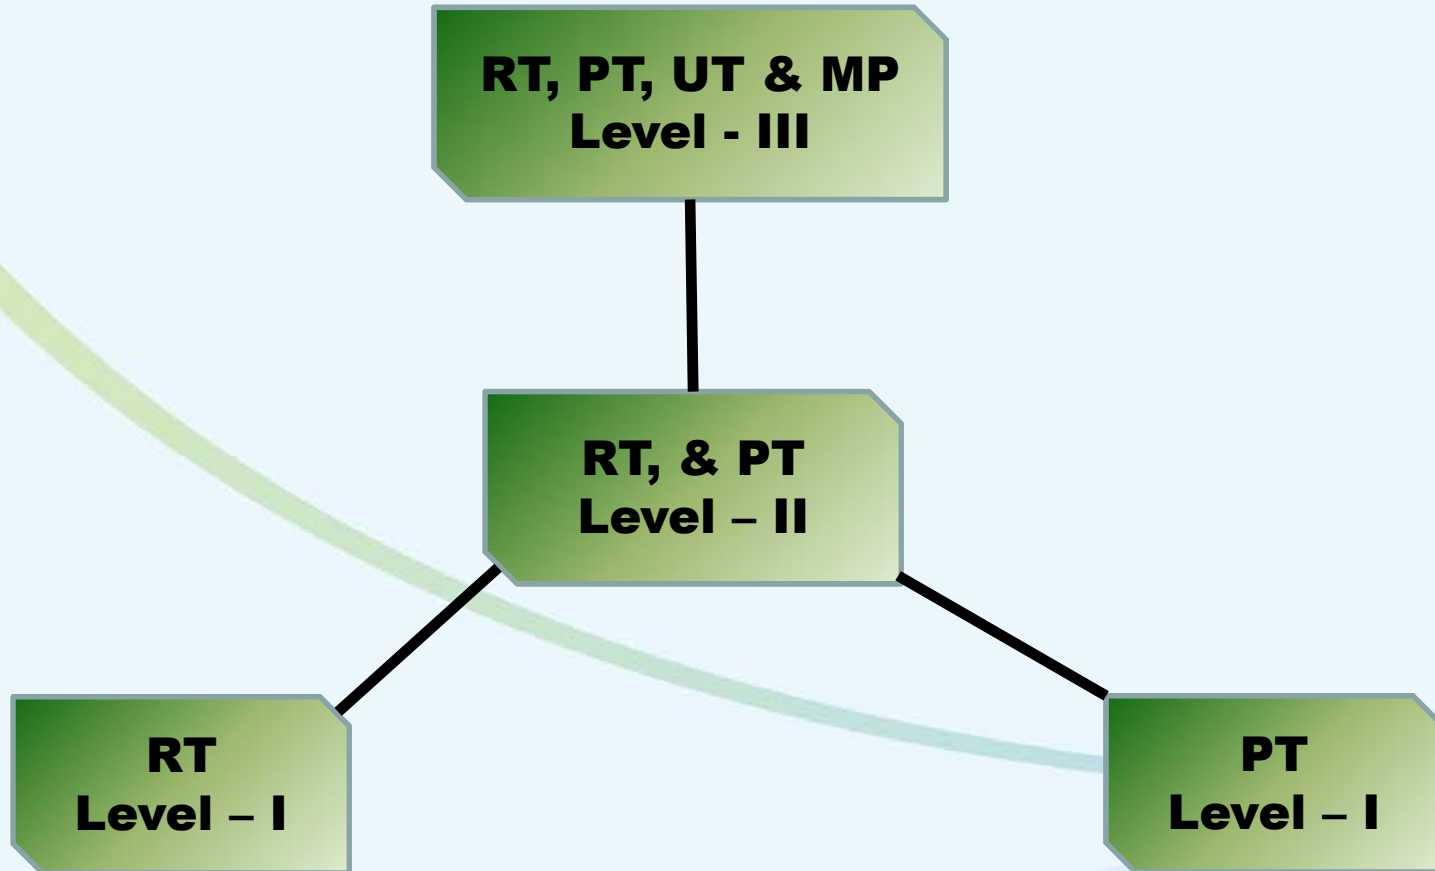 RT, PT, UT & MP
Level - III
RT, & PT
Level – II
RT
Level – I
PT
Level – I